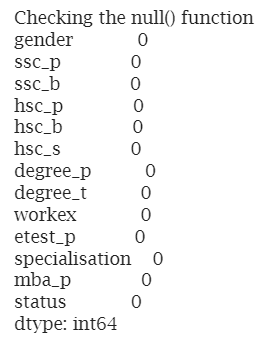 Checking the null() function
gender 0
ssc_p 0
ssc_b 0
hsc_p 0
hsc_b 0
hsc_s 0
degree_p 0
degree_t 0
workex 0
etest_p 0
specialisation 0
mba_p 0
status 0
dtype: int64